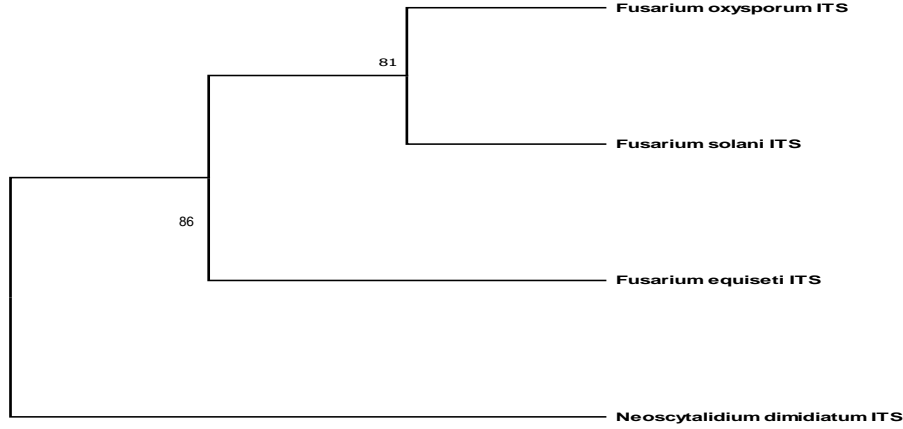 Fusarium oxysporum ITS
81
Fusarium solani ITS
86
Fusarium equiseti ITS
Neoscytalidium dimidiatum ITS